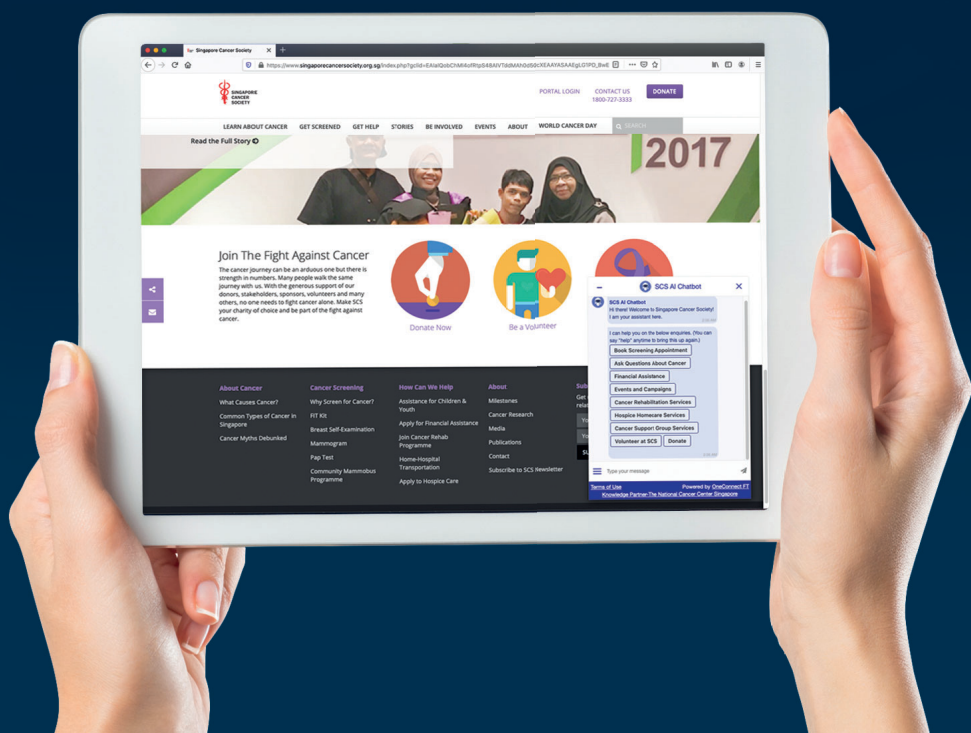 Singapore Cancer Society
SINGAPORE
CANCER
SOCIETY
PORTAL LOGIN
CONTACT US
1800-727-3333
DONATE
LEARN ABOUT CANCER GET SCREENED GET HELP STORIES BE INVOLVED EVENTS ABOUT WORLD CANCER DAY SEARCH
Read the Full Story
2017
Join The Fight Against Cancer
The cancer journey can be an arduous one but there is
strength in numbers. Many people walk the same
journey with us. With the generous support of our
donors, stakeholders, sponsors, volunteers and many
others, no one needs to fight cancer alone. Make SCS
your charity of choice and be part of the fight against
cancer.
Donate Now
Be a Volunteer
SCS AI Chatbot
SCS AI Chatbot
Hi there! Welcome to Singapore Cancer Society!
I am your assistant here.
I can help you on the below enquiries. (You can
say "help" anytime to bring this up again.)
Book Screening Appointment
Ask Questions About Cancer
Financial Assistance
Events and Campaigns
Cancer Rehabilitation Services
Hospice Homecare Services
Cancer Support Group Services
Volunteer at SCS Donate
Type your message
Terms of Use Powered by OneConnect FT
Knowledge Partner-The National Cancer Center Singapore
About Cancer
What Causes Cancer?
Common Types of Cancer in
Singapore
Cancer Myths Debunked
Cancer Screening
Why Screen for Cancer?
FIT Kit
Breast Self-Examination
Mammogram
Pap Test
Community Mammobus
Programme
How Can We Help
Assistance for Children &
Youth
Apply for Financial Assistance
Join Cancer Rehab
Programme
Home-Hospital
Transportation
Apply to Hospice Care
About
Milestones
Cancer Research
Media
Publications
Contact
Subscribe to SCS Newsletter